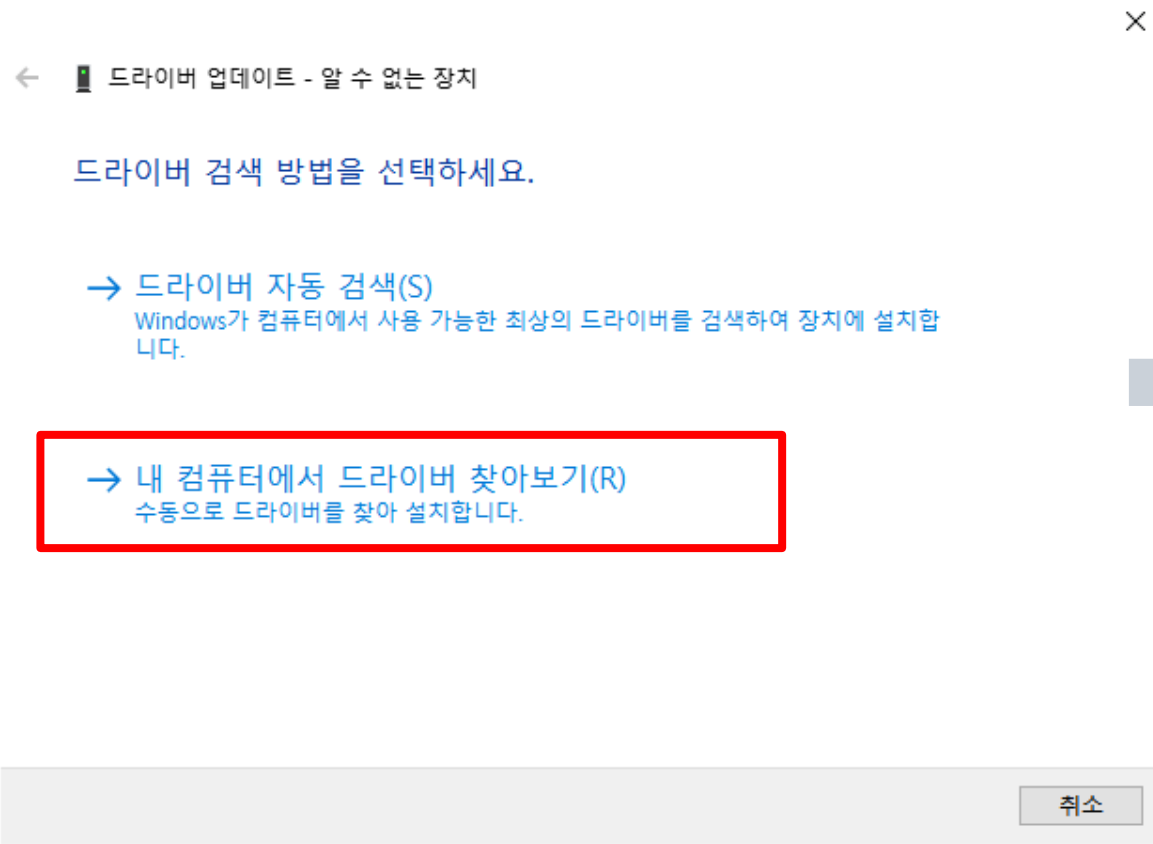 드라이버 업데이트 - 알 수 없는 장치
드라이버 검색 방법을 선택하세요.
드라이버 자동 검색(S)
Windows가 컴퓨터에서 사용 가능한 최상의 드라이버를 검색하여 장치에 설치합
니다.
내 컴퓨터에서 드라이버 찾아보기(R)
수동으로 드라이버를 찾아 설치합니다.
취소